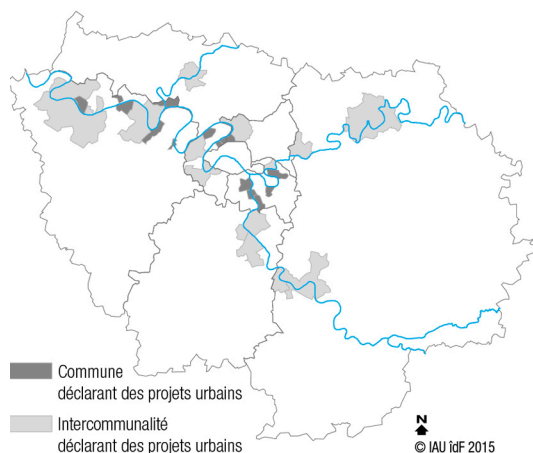 Commune
déclarant des projets urbains
Intercommunalité
déclarant des projets urbains
N
© IAU îdF 2015